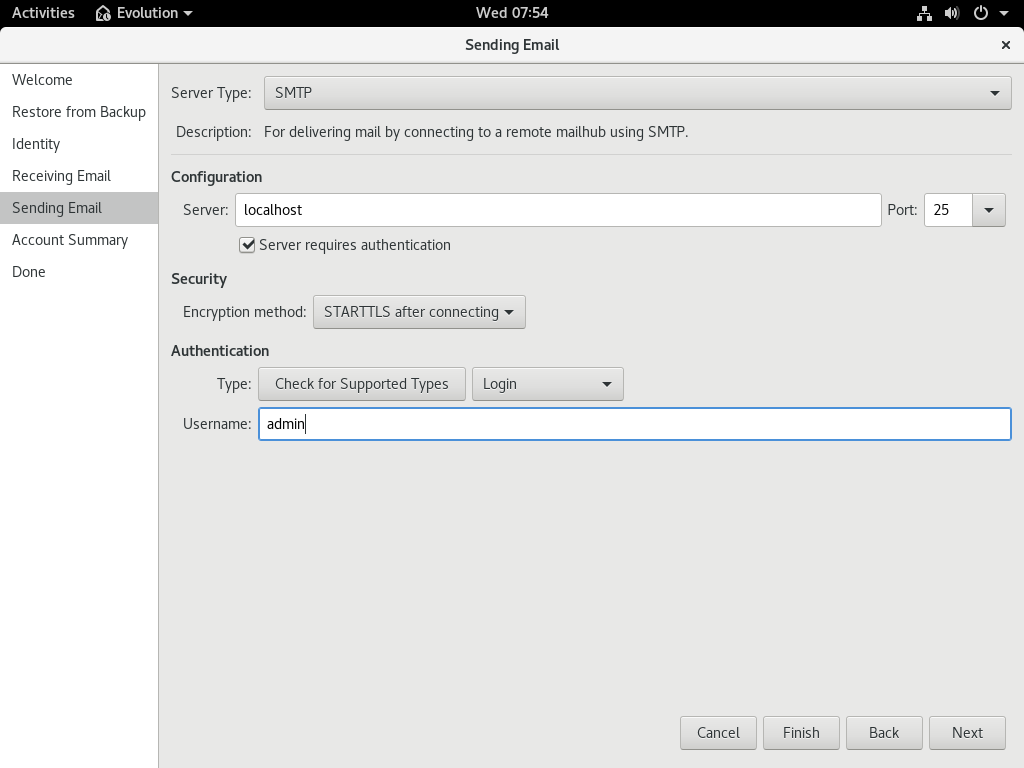 Activities Evolution Wed 07:54
Sending Email
Welcome
Restore from Backup
Identity
Receiving Email
Sending Email
Account Summary
Done
Server Type: SMTP
Description: For delivering mail by connecting to a remote mailhub using SMTP.
Configuration
Server: localhost Port: 25
Server requires authentication
Security
Encryption method: STARTTLS after connecting
Authentication
Type: Check for Supported Types Login
Username: admin
Cancel Finish Back Next